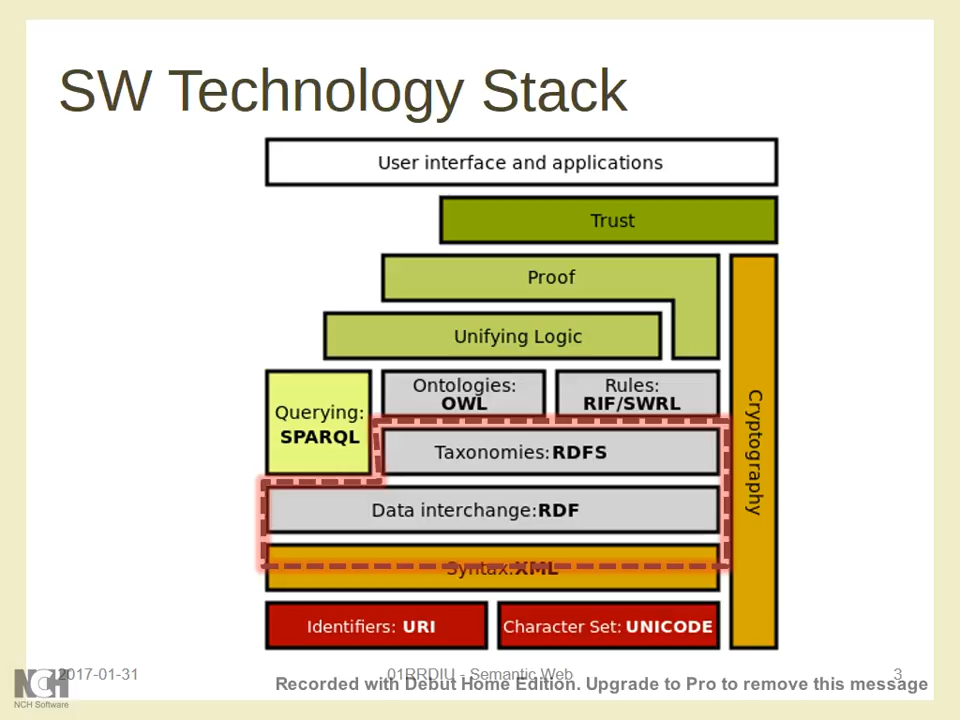 SW Technology Stack
User interface and applications
Trust
Proof
Unifying Logic
Ontologies:
OWL
Rules:
RIF/SWRL
Querying:
SPARQL
Taxonomies: RDFS
Data interchange: RDF
Syntax: XML
Identifiers: URI
Character Set: UNICODE
Cryptography
2017-01-31
01RRDIU - Semantic Web
3
NCH
NCH Software
Recorded with Debut Home Edition. Upgrade to Pro to remove this message